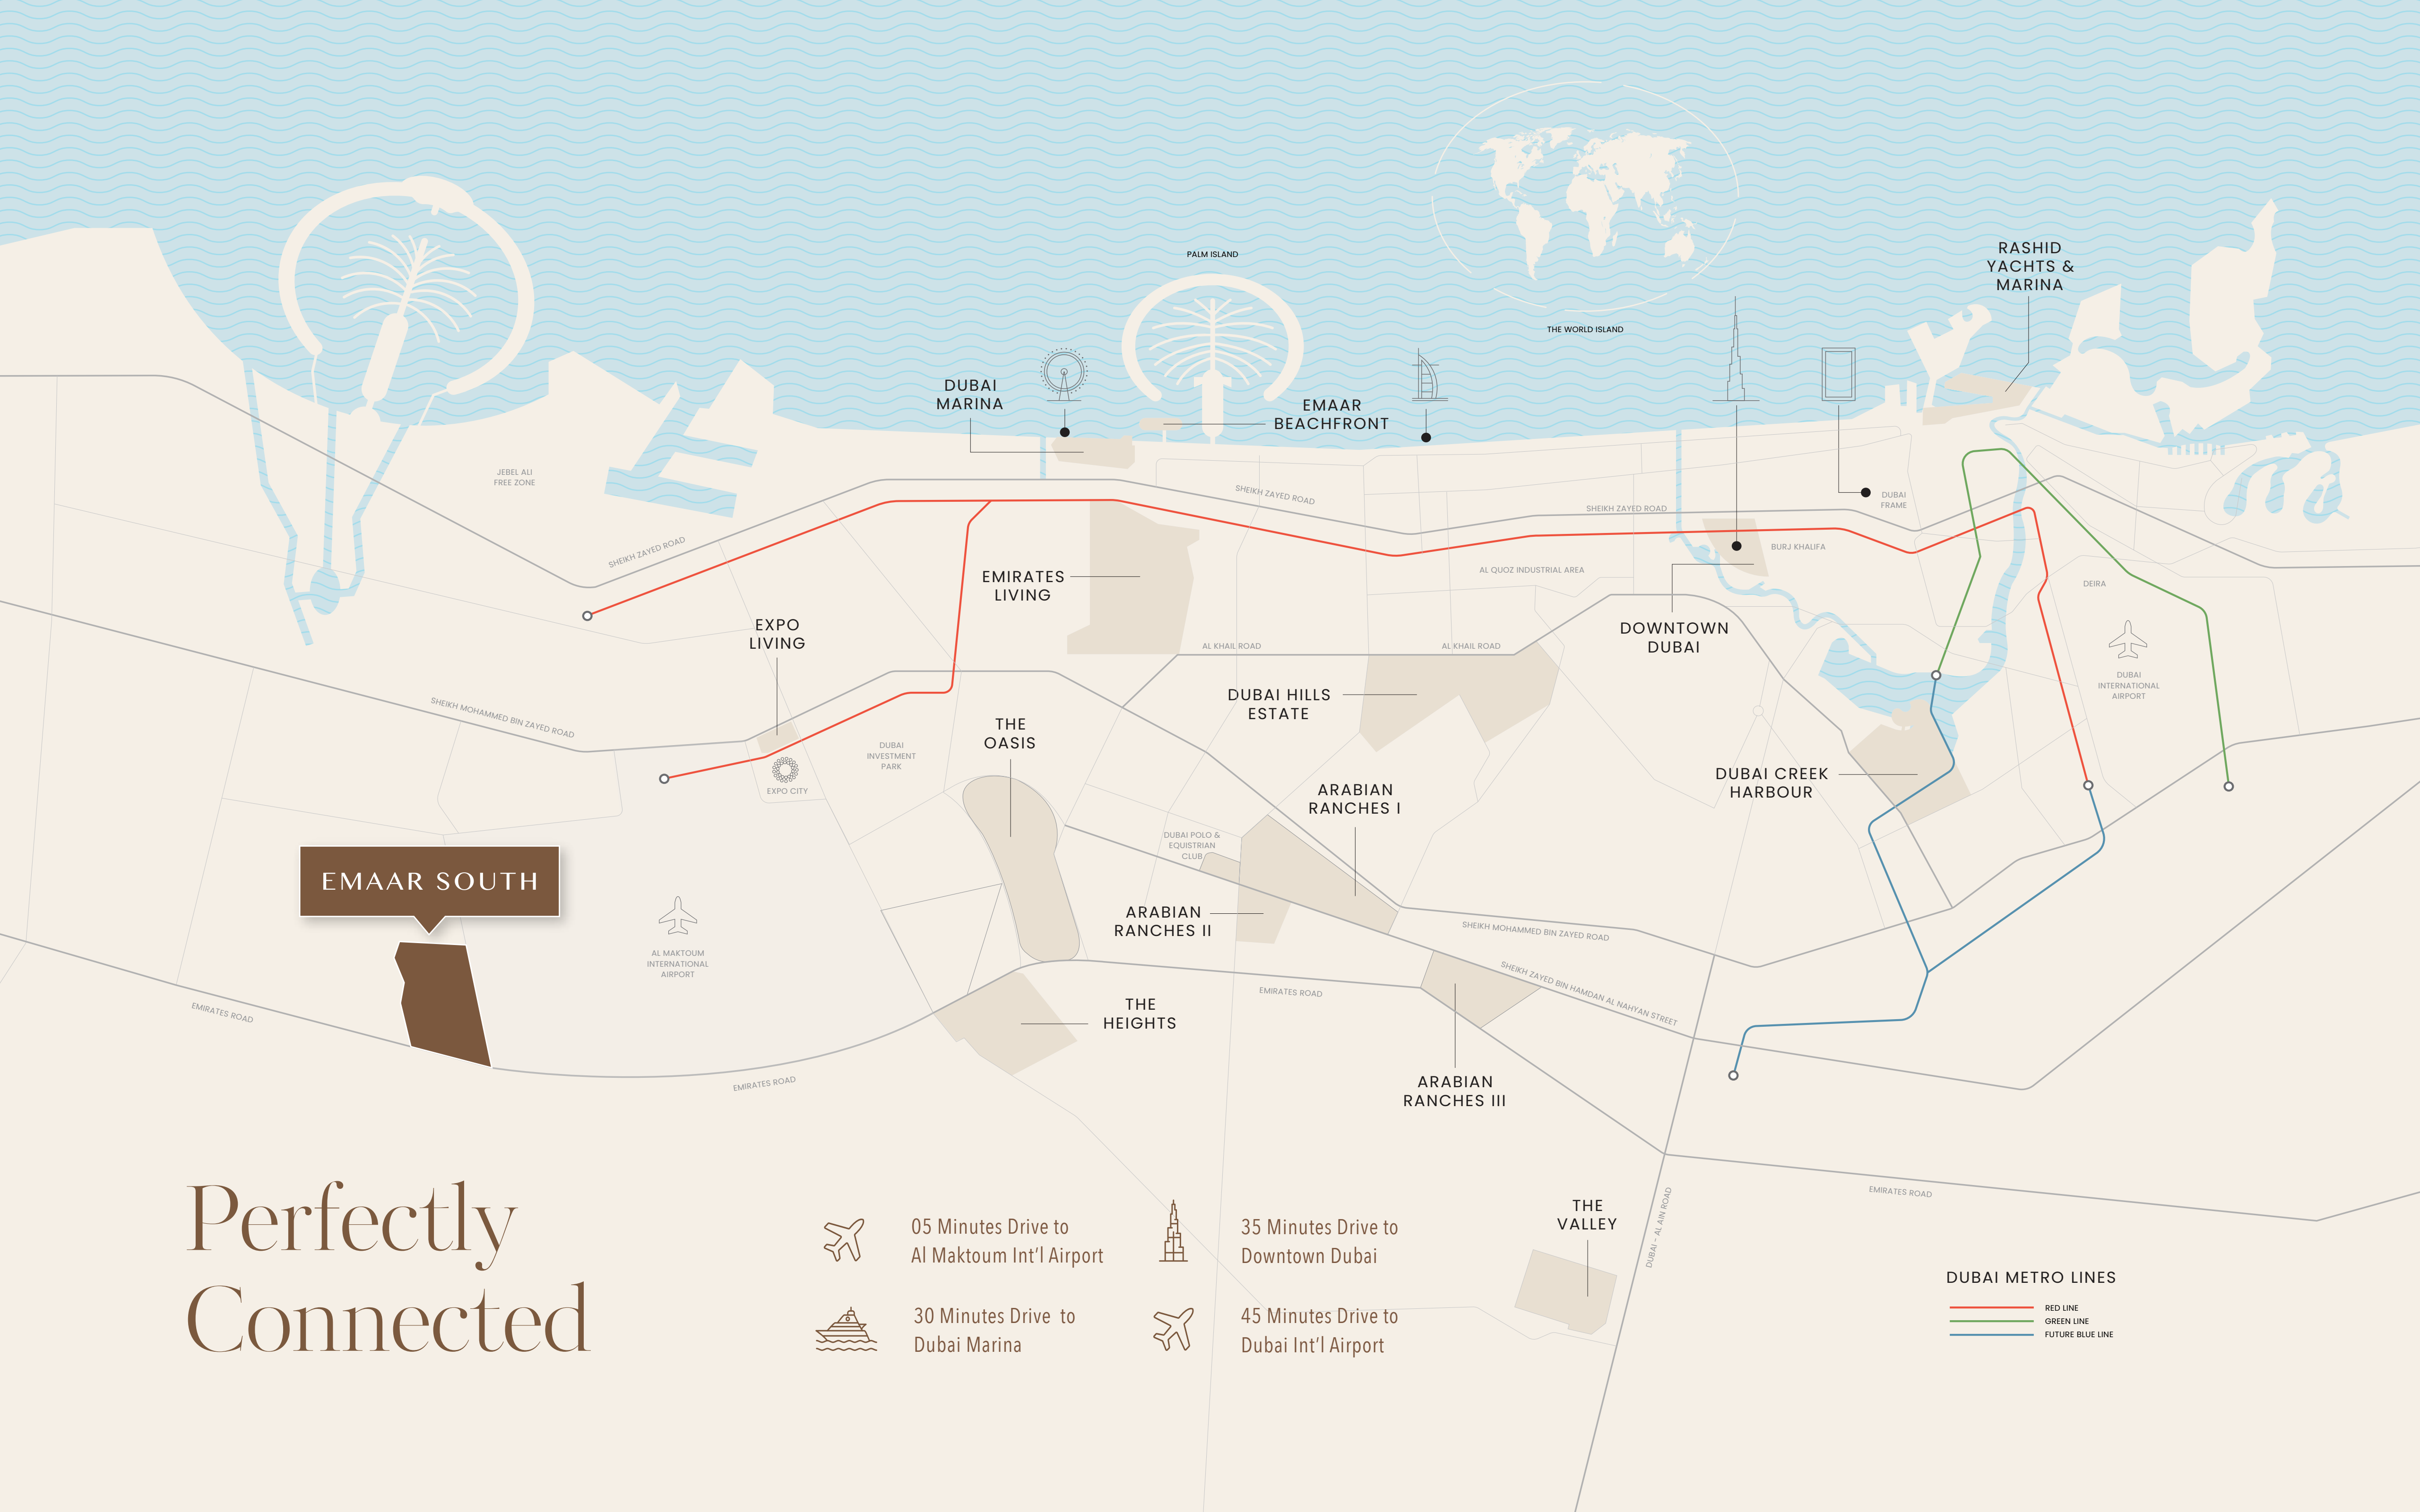 PALM ISLAND
THE WORLD ISLAND
RASHID
YACHTS &
MARINA
DUBAI
MARINA
EMAAR
BEACHFRONT
JEBEL ALI
FREE ZONE
SHEIKH ZAYED ROAD
SHEIKH ZAYED ROAD
SHEIKH ZAYED ROAD
DUBAI
FRAME
BURJ KHALIFA
AL QUOZ INDUSTRIAL AREA
DEIRA
EMIRATES
LIVING
EXPO
LIVING
DOWNTOWN
DUBAI
AL KHAIL ROAD
AL KHAIL ROAD
DUBAI
INTERNATIONAL
AIRPORT
DUBAI HILLS
ESTATE
SHEIKH MOHAMMED BIN ZAYED ROAD
THE
OASIS
DUBAI
INVESTMENT
PARK
EXPO CITY
DUBAI CREEK
HARBOUR
ARABIAN
RANCHES I
DUBAI POLO &
EQUESTRIAN
CLUB
EMAAR SOUTH
ARABIAN
RANCHES II
SHEIKH MOHAMMED BIN ZAYED ROAD
AL MAKTOUM
INTERNATIONAL
AIRPORT
SHEIKH ZAYED BIN HAMDAN AL NAHYAN STREET
EMIRATES ROAD
EMIRATES ROAD
THE
HEIGHTS
EMIRATES ROAD
ARABIAN
RANCHES III
EMIRATES ROAD
THE
VALLEY
DUBAI - AL AIN ROAD
Perfectly
Connected
05 Minutes Drive to
Al Maktoum Int'l Airport
35 Minutes Drive to
Downtown Dubai
30 Minutes Drive to
Dubai Marina
45 Minutes Drive to
Dubai Int'l Airport
DUBAI METRO LINES
RED LINE
GREEN LINE
FUTURE BLUE LINE